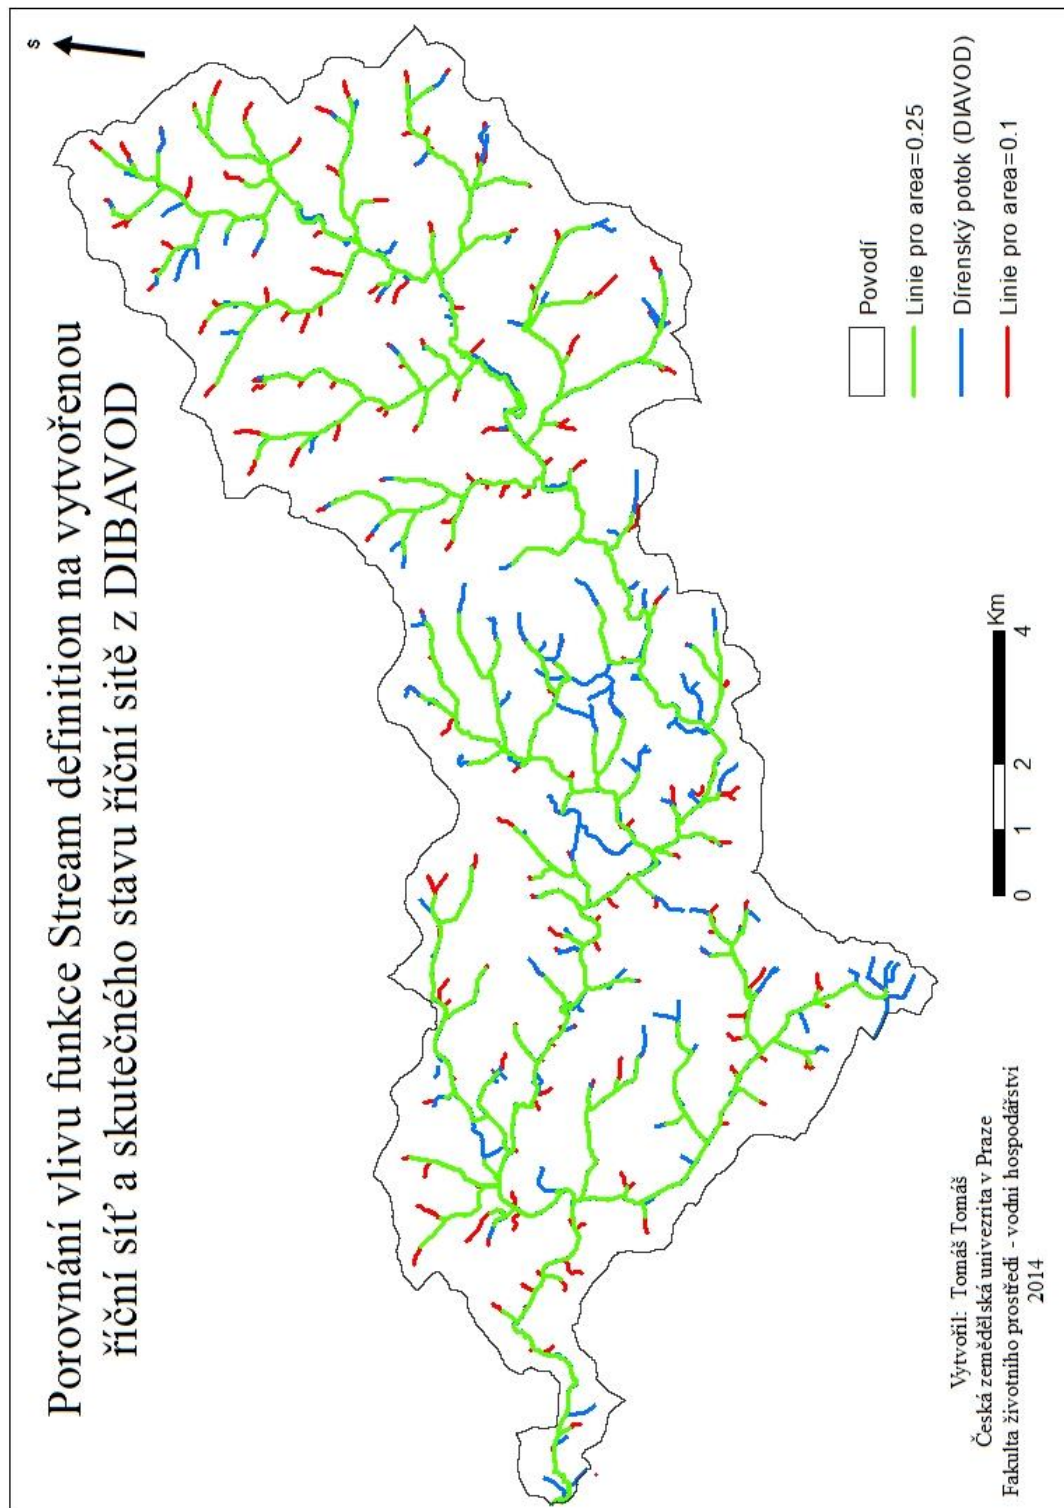 Porovnání vlivu funkce Stream definition na vytvořenou
říční síť a skutečného stavu říční sítě z DIBAVOD
s
Povodí
Linie pro area=0.25
Dírenský potok (DIAVOD)
Linie pro area=0.1
Km
0 1 2 4
Vytvořil: Tomáš Tomáš
Česká zemědělská univezrita v Praze
Fakulta životního prostředí - vodní hospodářství
2014